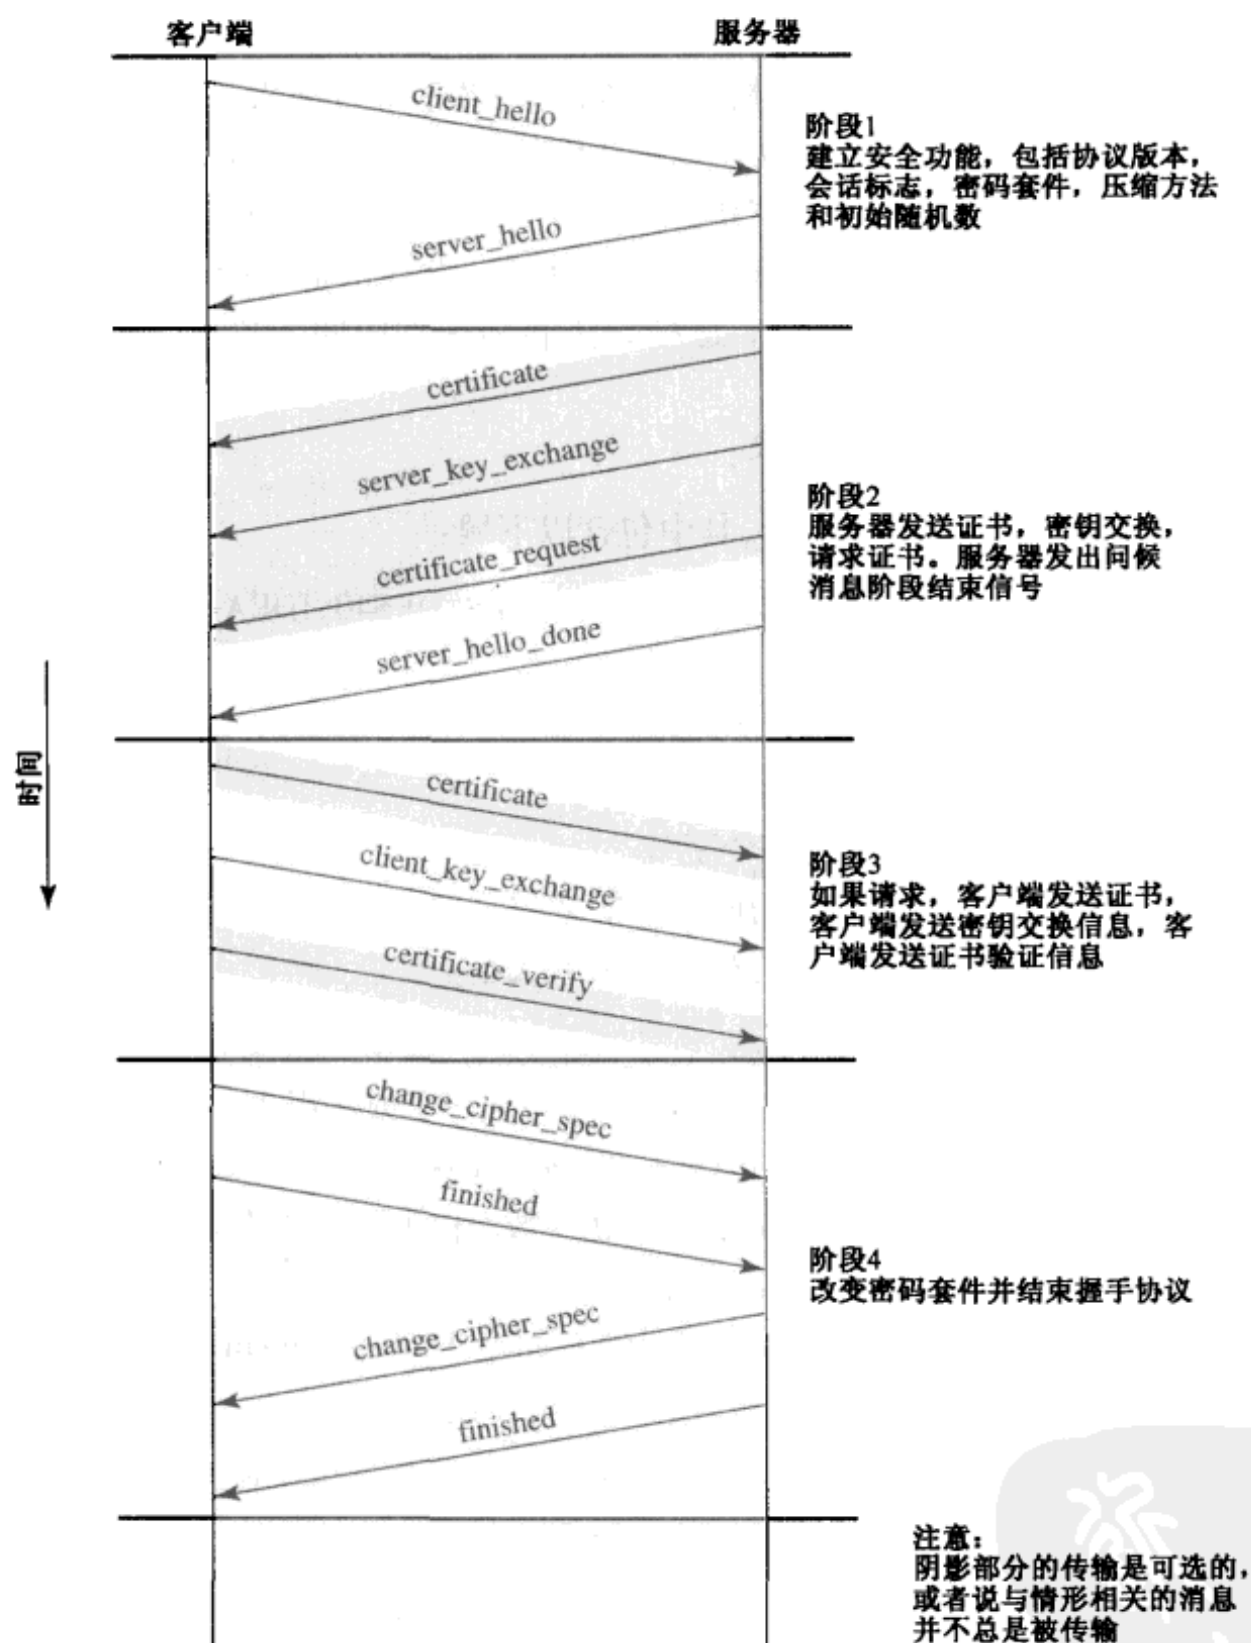 客户端
服务器
client_hello
server_hello
阶段1
建立安全功能，包括协议版本，
会话标志，密码套件，压缩方法
和初始随机数
certificate
server_key_exchange
certificate_request
server_hello_done
阶段2
服务器发送证书，密钥交换，
请求证书。服务器发出问候
消息阶段结束信号
时间
certificate
client_key_exchange
certificate_verify
阶段3
如果请求，客户端发送证书，
客户端发送密钥交换信息，客
户端发送证书验证信息
change_cipher_spec
finished
change_cipher_spec
finished
阶段4
改变密码套件并结束握手协议
注意：
阴影部分的传输是可选的，
或者说与情形相关的消息
并不总是被传输